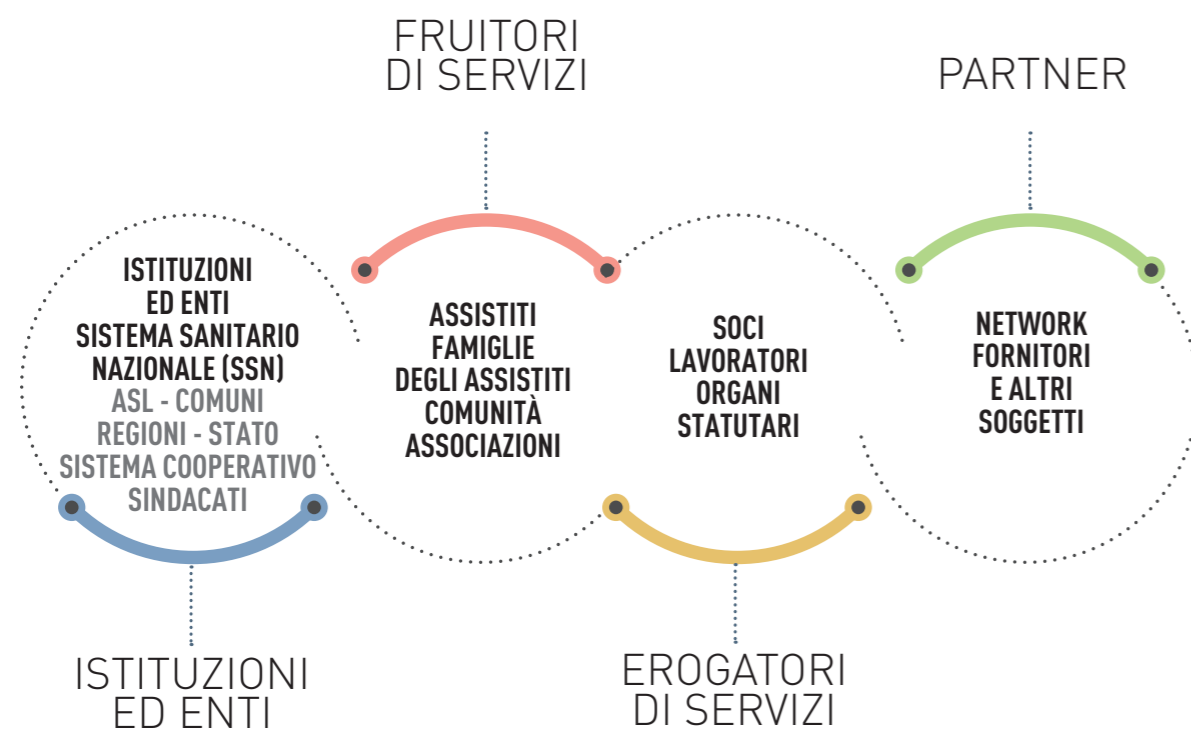 FRUITORI
DI SERVIZI
PARTNER
ISTITUZIONI
ED ENTI
SISTEMA SANITARIO
NAZIONALE (SSN)
ASL - COMUNI
REGIONI - STATO
SISTEMA COOPERATIVO
SINDACATI
ASSISTITI
FAMIGLIE
DEGLI ASSISTITI
COMUNITÀ
ASSOCIAZIONI
SOCI
LAVORATORI
ORGANI
STATUTARI
NETWORK
FORNITORI
E ALTRI
SOGGETTI
ISTITUZIONI
ED ENTI
EROGATORI
DI SERVIZI